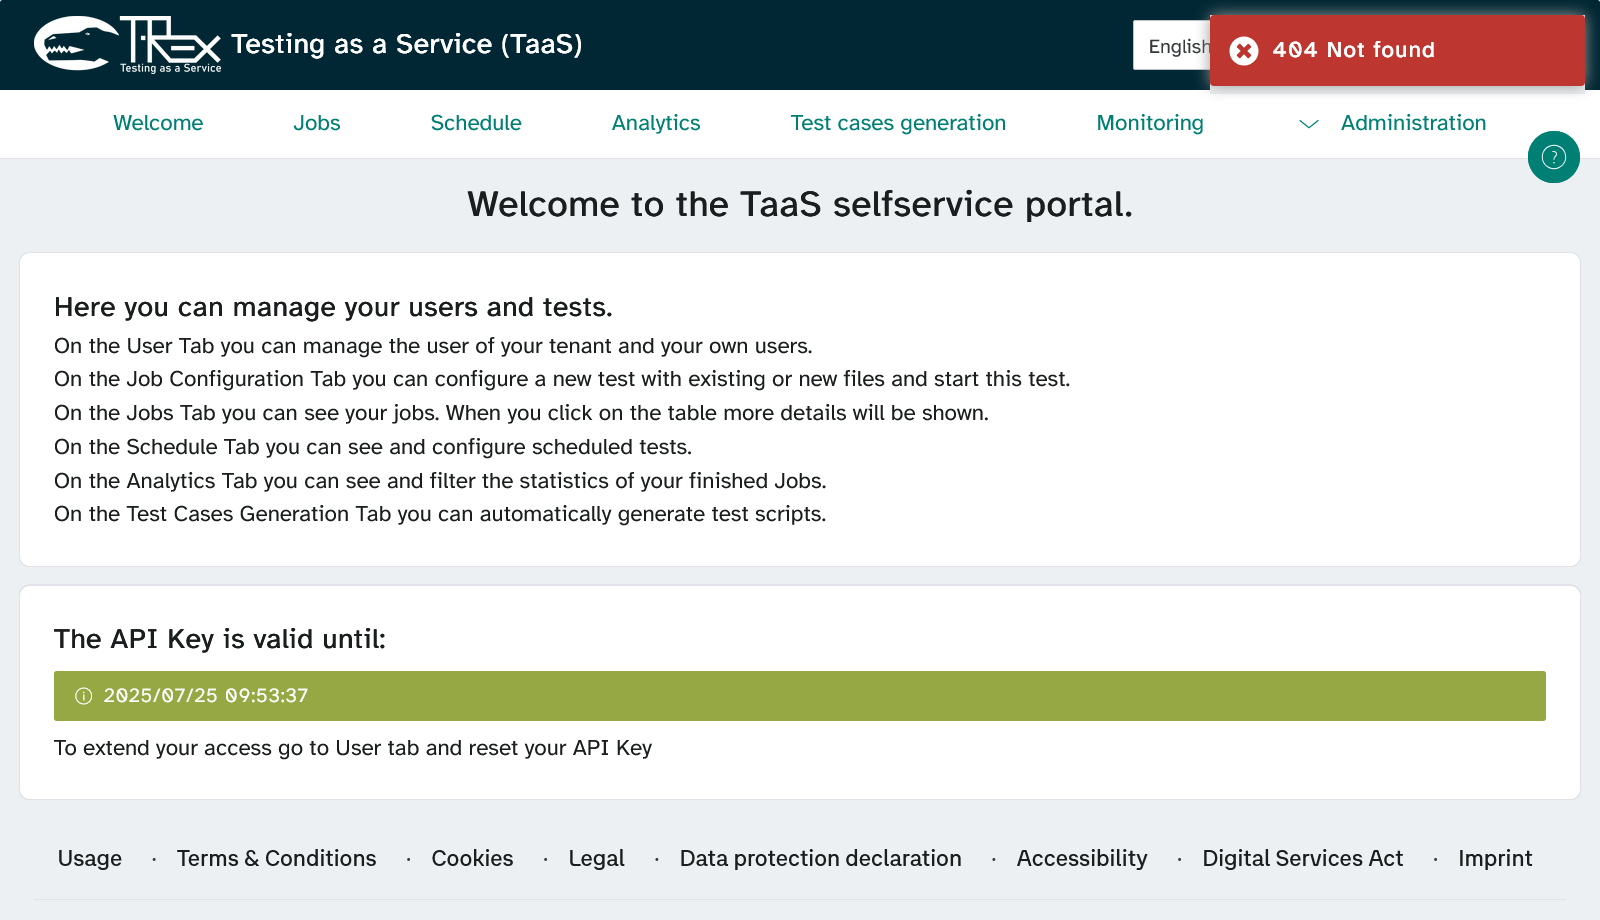 T-REX
Testing as a Service
Testing as a Service (TaaS)
English
404 Not found
Welcome
Jobs
Schedule
Analytics
Test cases generation
Monitoring
Administration
?
Welcome to the TaaS selfservice portal.
Here you can manage your users and tests.
On the User Tab you can manage the user of your tenant and your own users.
On the Job Configuration Tab you can configure a new test with existing or new files and start this test.
On the Jobs Tab you can see your jobs. When you click on the table more details will be shown.
On the Schedule Tab you can see and configure scheduled tests.
On the Analytics Tab you can see and filter the statistics of your finished Jobs.
On the Test Cases Generation Tab you can automatically generate test scripts.
The API Key is valid until:
2025/07/25 09:53:37
To extend your access go to User tab and reset your API Key
Usage · Terms & Conditions · Cookies · Legal · Data protection declaration · Accessibility · Digital Services Act · Imprint